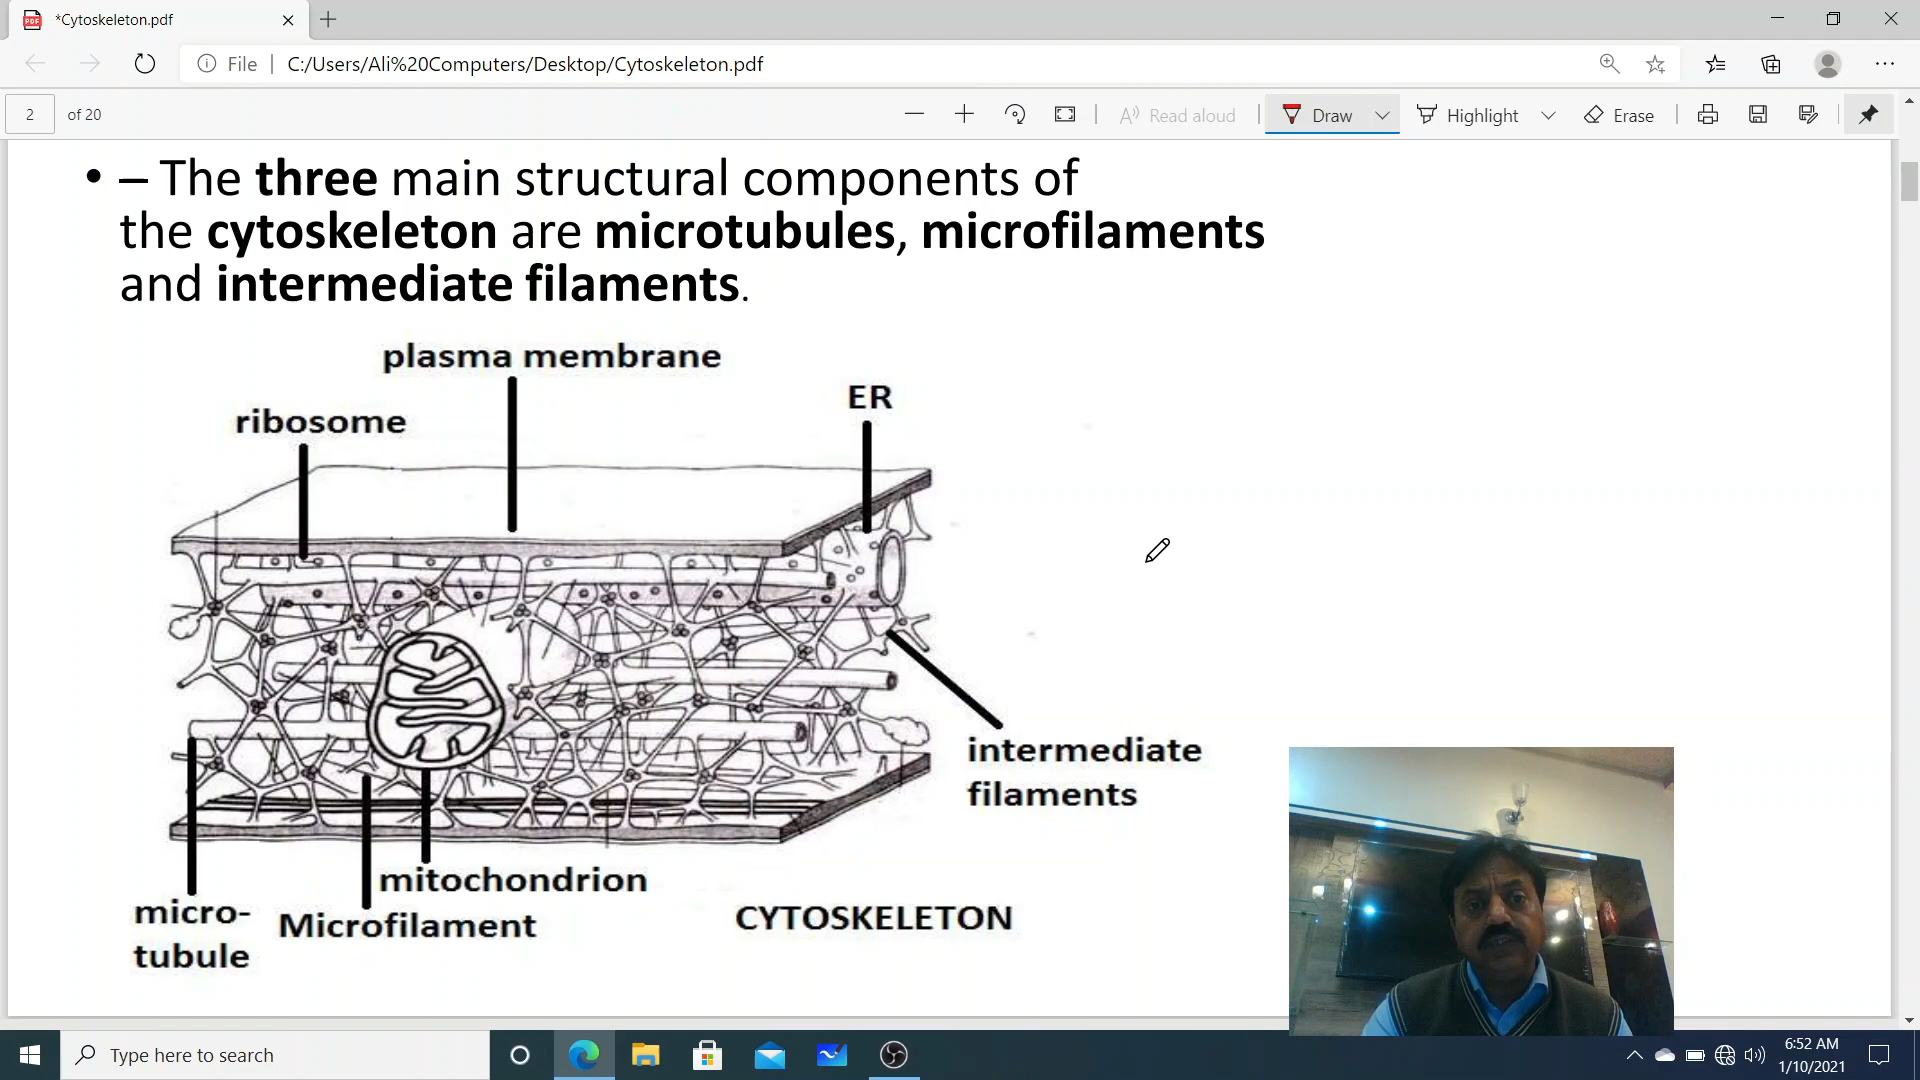 *Cytoskeleton.pdf
File | C:/Users/Ali%20Computers/Desktop/Cytoskeleton.pdf
2 of 20
Read aloud
Draw
Highlight
Erase
• – The three main structural components of
the cytoskeleton are microtubules, microfilaments
and intermediate filaments.
plasma membrane
ER
ribosome
intermediate
filaments
mitochondrion
micro-
tubule
Microfilament
CYTOSKELETON
Type here to search
6:52 AM
1/10/2021